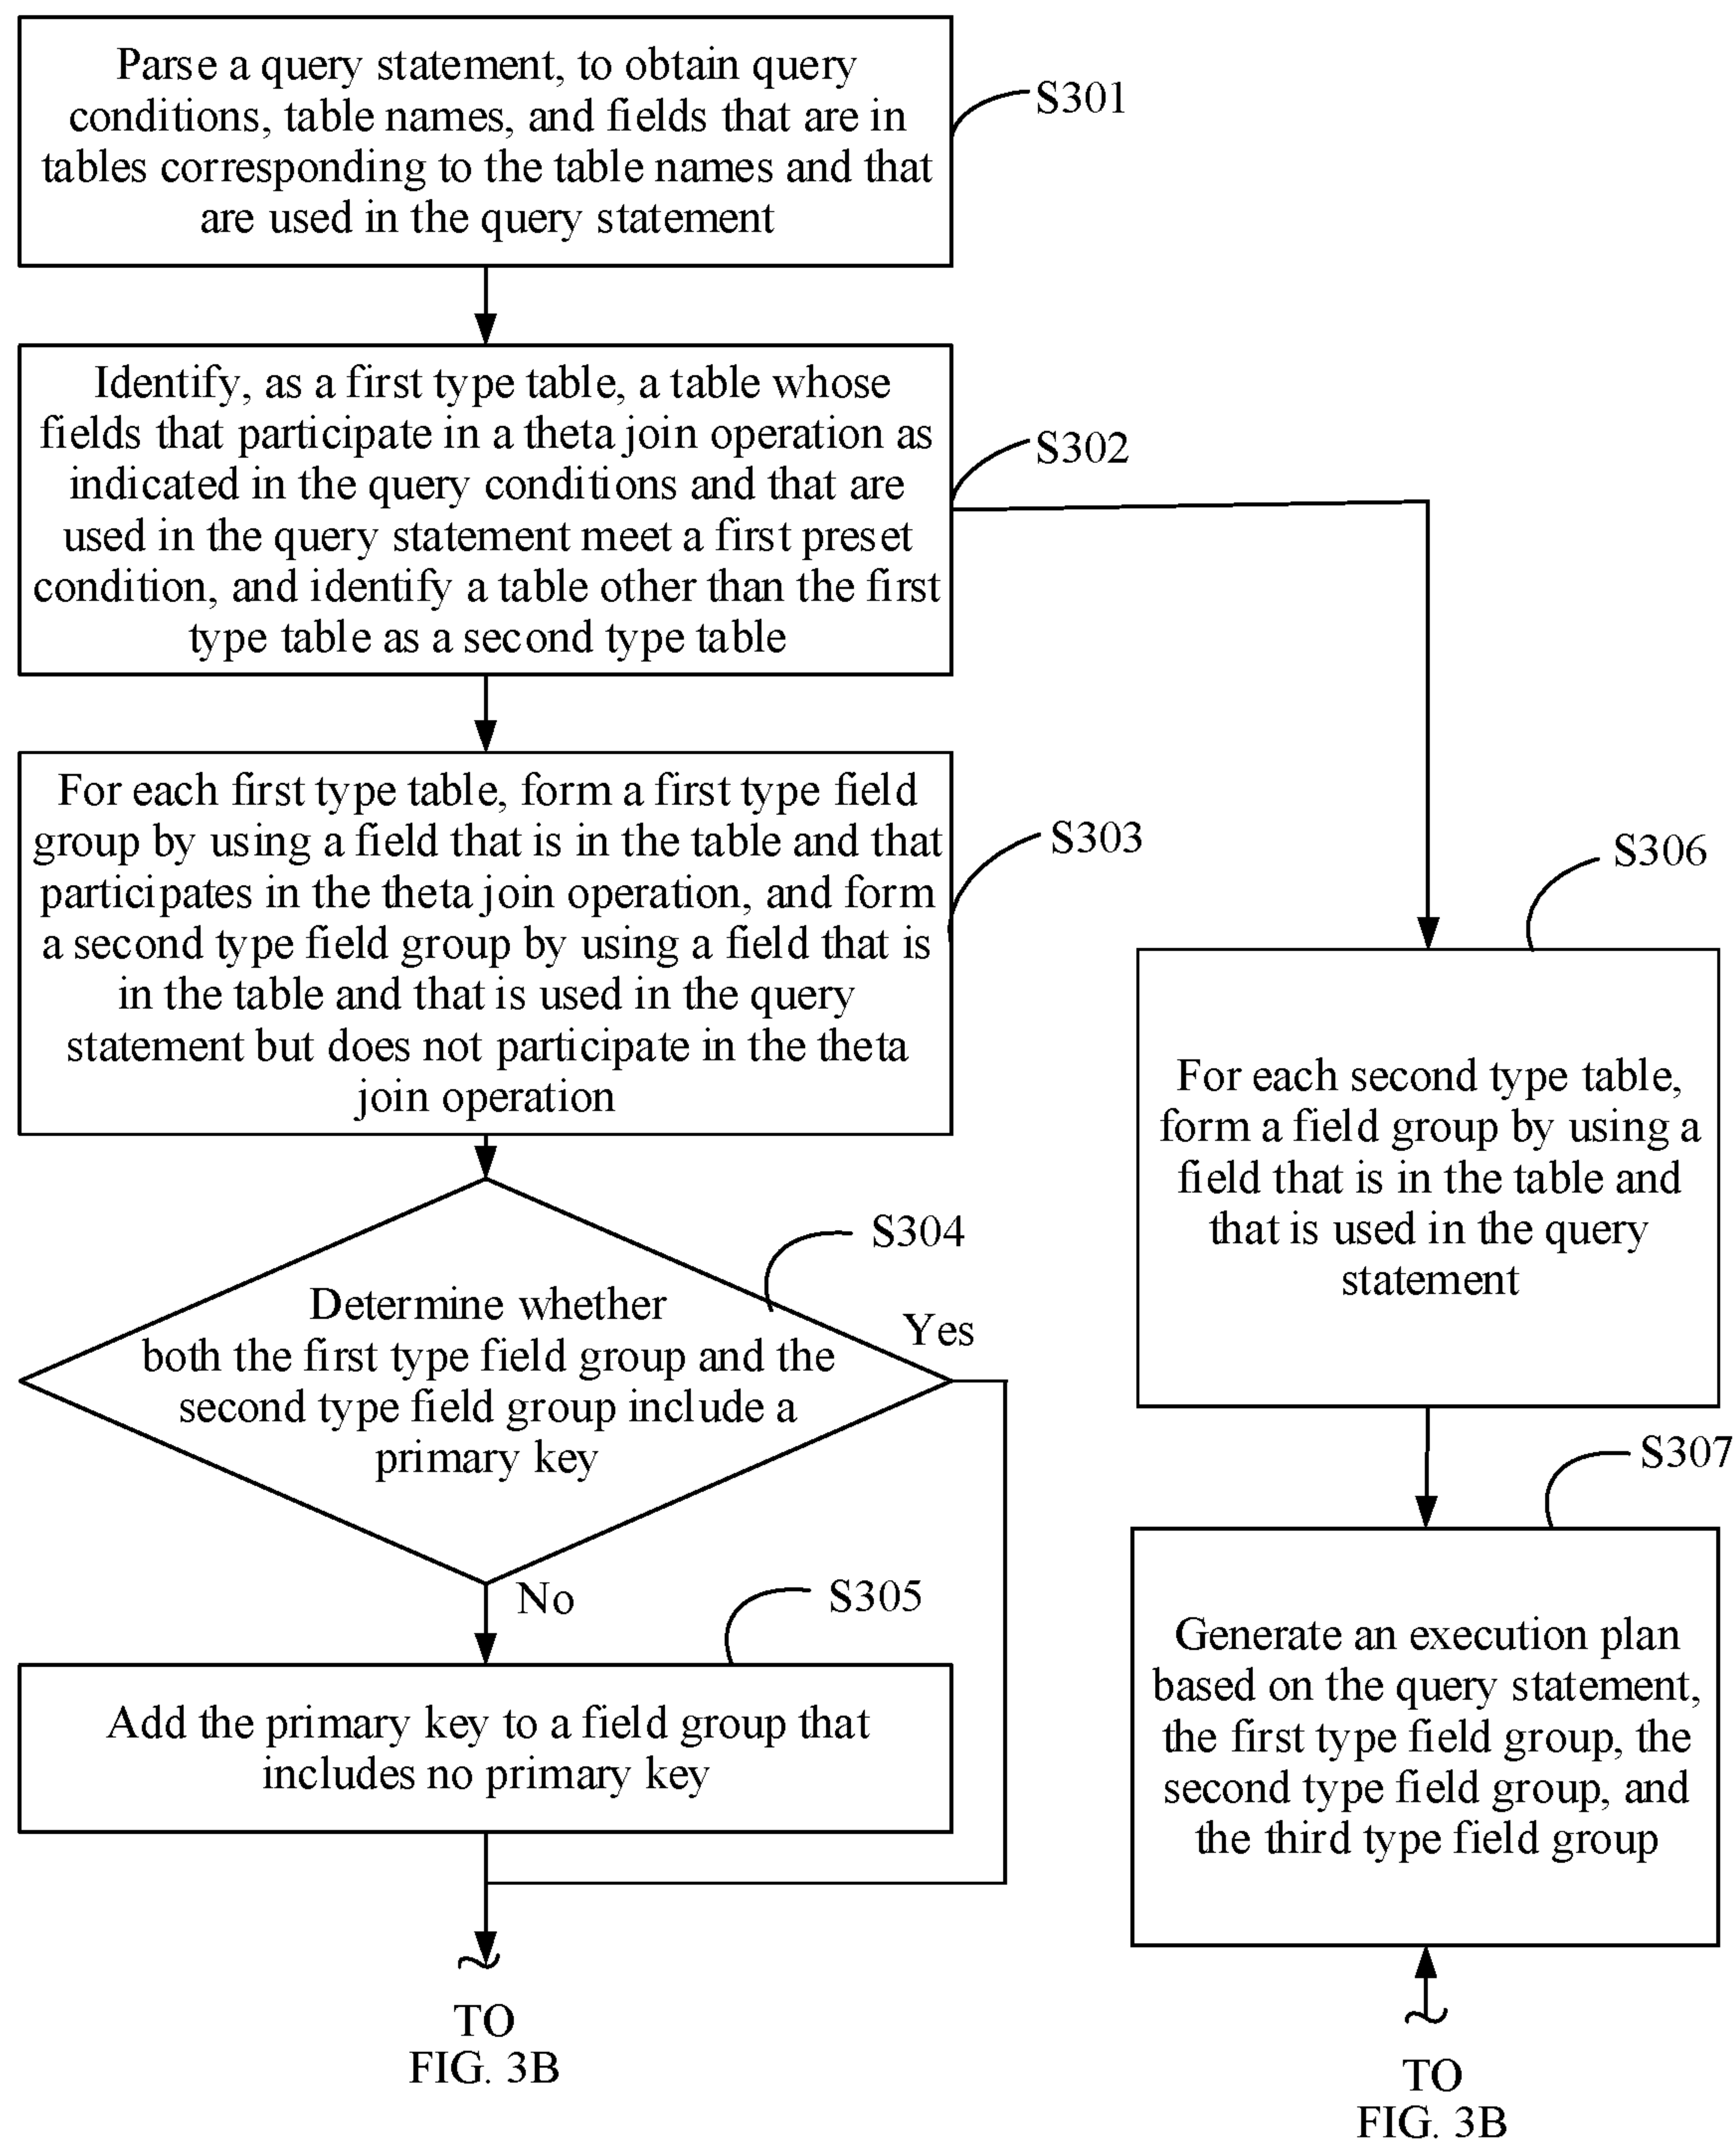 Parse a query statement, to obtain query
conditions, table names, and fields that are in
tables corresponding to the table names and that
are used in the query statement
S301
Identify, as a first type table, a table whose
fields that participate in a theta join operation as
indicated in the query conditions and that are
used in the query statement meet a first preset
condition, and identify a table other than the first
type table as a second type table
S302
For each first type table, form a first type field
group by using a field that is in the table and that
participates in the theta join operation, and form
a second type field group by using a field that is
in the table and that is used in the query
statement but does not participate in the theta
join operation
S303
S304
Determine whether
both the first type field group and the
second type field group include a
primary key
Yes
No
S305
Add the primary key to a field group that
includes no primary key
TO
FIG. 3B
S306
For each second type table,
form a field group by using a
field that is in the table and
that is used in the query
statement
S307
Generate an execution plan
based on the query statement,
the first type field group, the
second type field group, and
the third type field group
TO
FIG. 3B